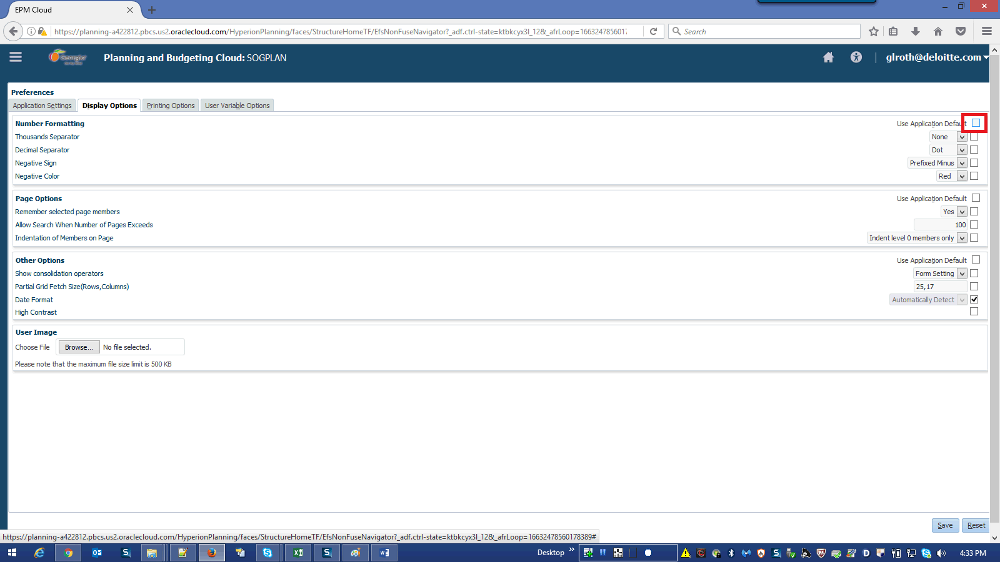 EPM Cloud
https://planning-a422812.pbcs.us2.oraclecloud.com/HyperionPlanning/faces/StructureHomeTF/EfsNonFuseNavigator?_adf.ctrl-state=ktbkcyx3l_12&_afrLoop=1663247856017
Search
Georgia
Planning and Budgeting Cloud: SOGPLAN
glroth@deloitte.com
Preferences
Application Settings Display Options Printing Options User Variable Options
Number Formatting Use Application Default
Thousands Separator None
Decimal Separator Dot
Negative Sign Prefixed Minus
Negative Color Red
Page Options Use Application Default
Remember selected page members Yes
Allow Search When Number of Pages Exceeds 100
Indentation of Members on Page Indent level 0 members only
Other Options Use Application Default
Show consolidation operators Form Setting
Partial Grid Fetch Size(Rows,Columns) 25,17
Date Format Automatically Detect
High Contrast
User Image
Choose File Browse... No file selected.
Please note that the maximum file size limit is 500 KB
Save Reset
https://planning-a422812.pbcs.us2.oraclecloud.com/HyperionPlanning/faces/StructureHomeTF/EfsNonFuseNavigator?_adf.ctrl-state=ktbkcyx3l_12&_afrLoop=16632478560178389#
Desktop 4:33 PM